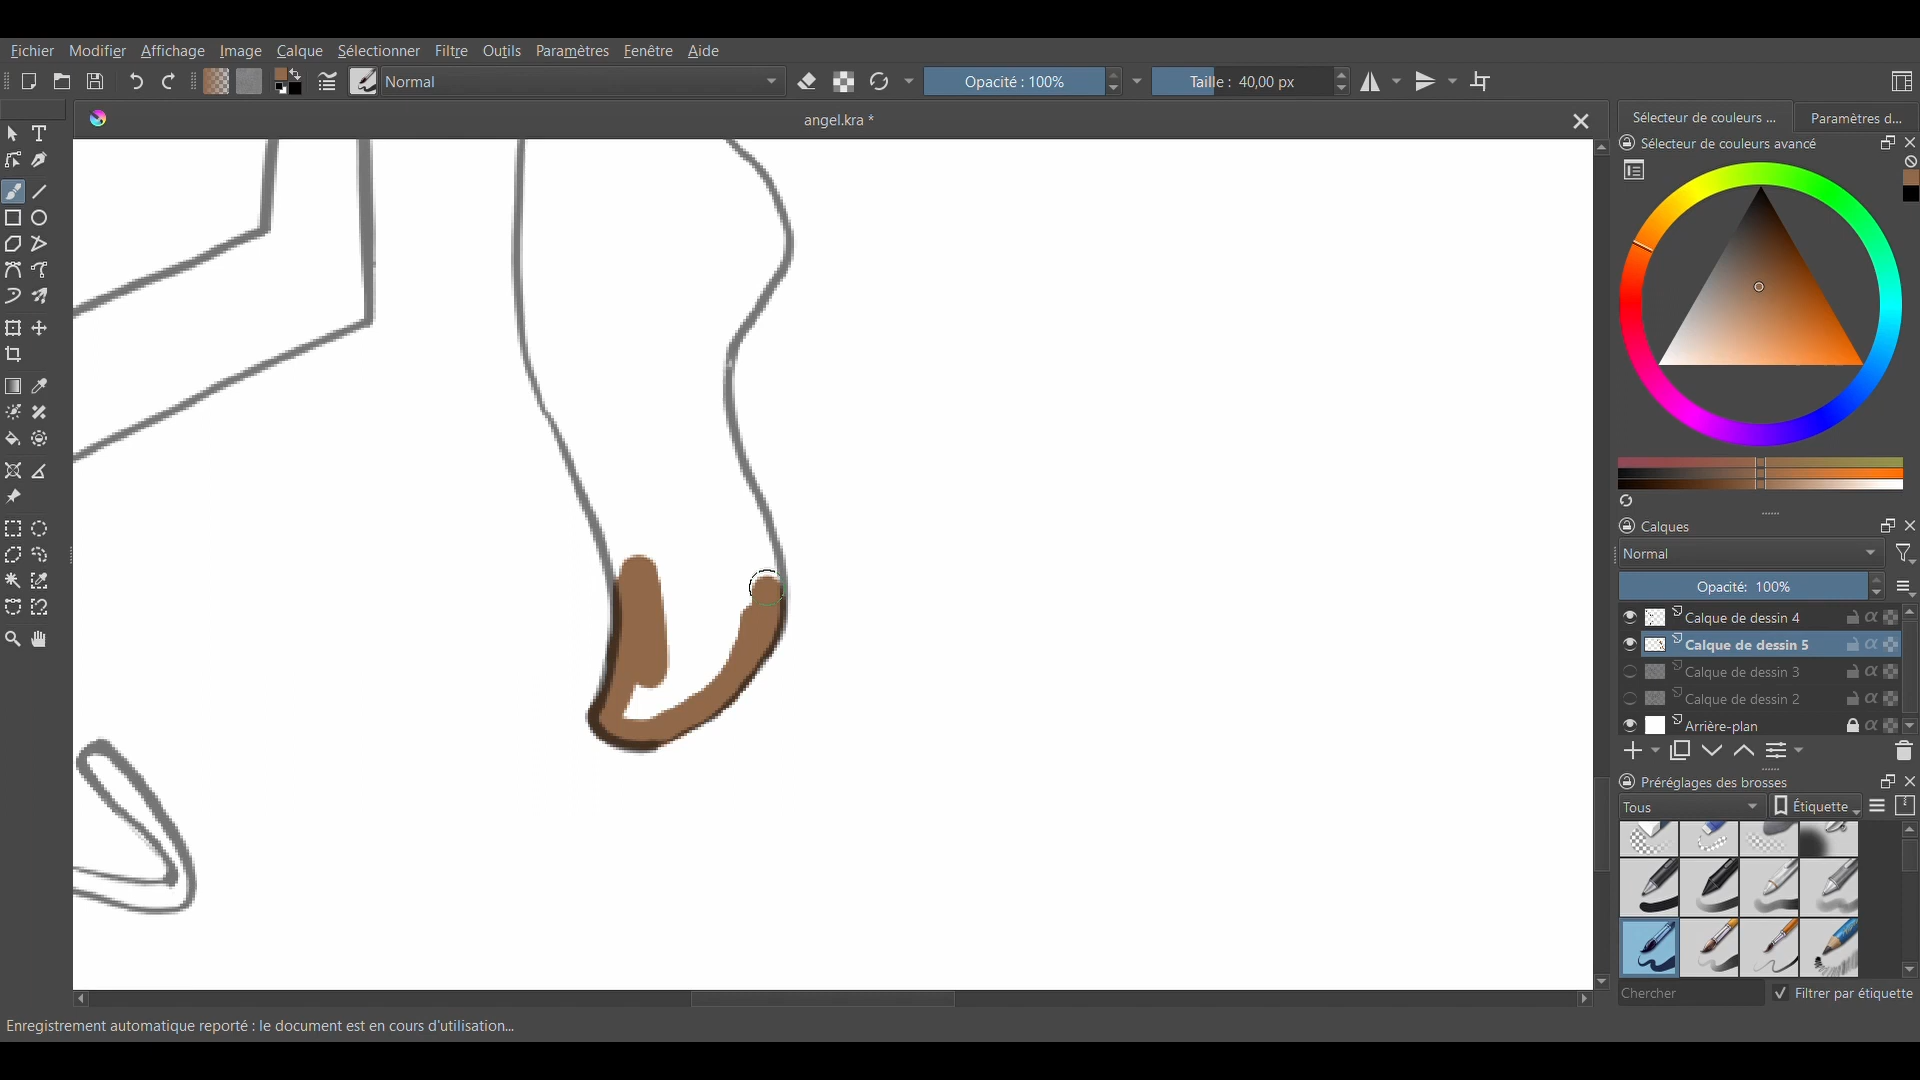 Fichier Modifier Affichage Image Calque Sélectionner Filtre Outils Paramètres Fenêtre Aide
Normal
Opacité : 100%
Taille : 40,00 px
angel.kra *
Sélecteur de couleurs ...
Paramètres d...
Sélecteur de couleurs avancé
Calques
Normal
Opacité: 100%
Calque de dessin 4
Calque de dessin 5
Calque de dessin 3
Calque de dessin 2
Arrière-plan
Préréglages des brosses
Tous
Étiquette
Chercher
Filtrer par étiquette
Enregistrement automatique reporté : le document est en cours d'utilisation...